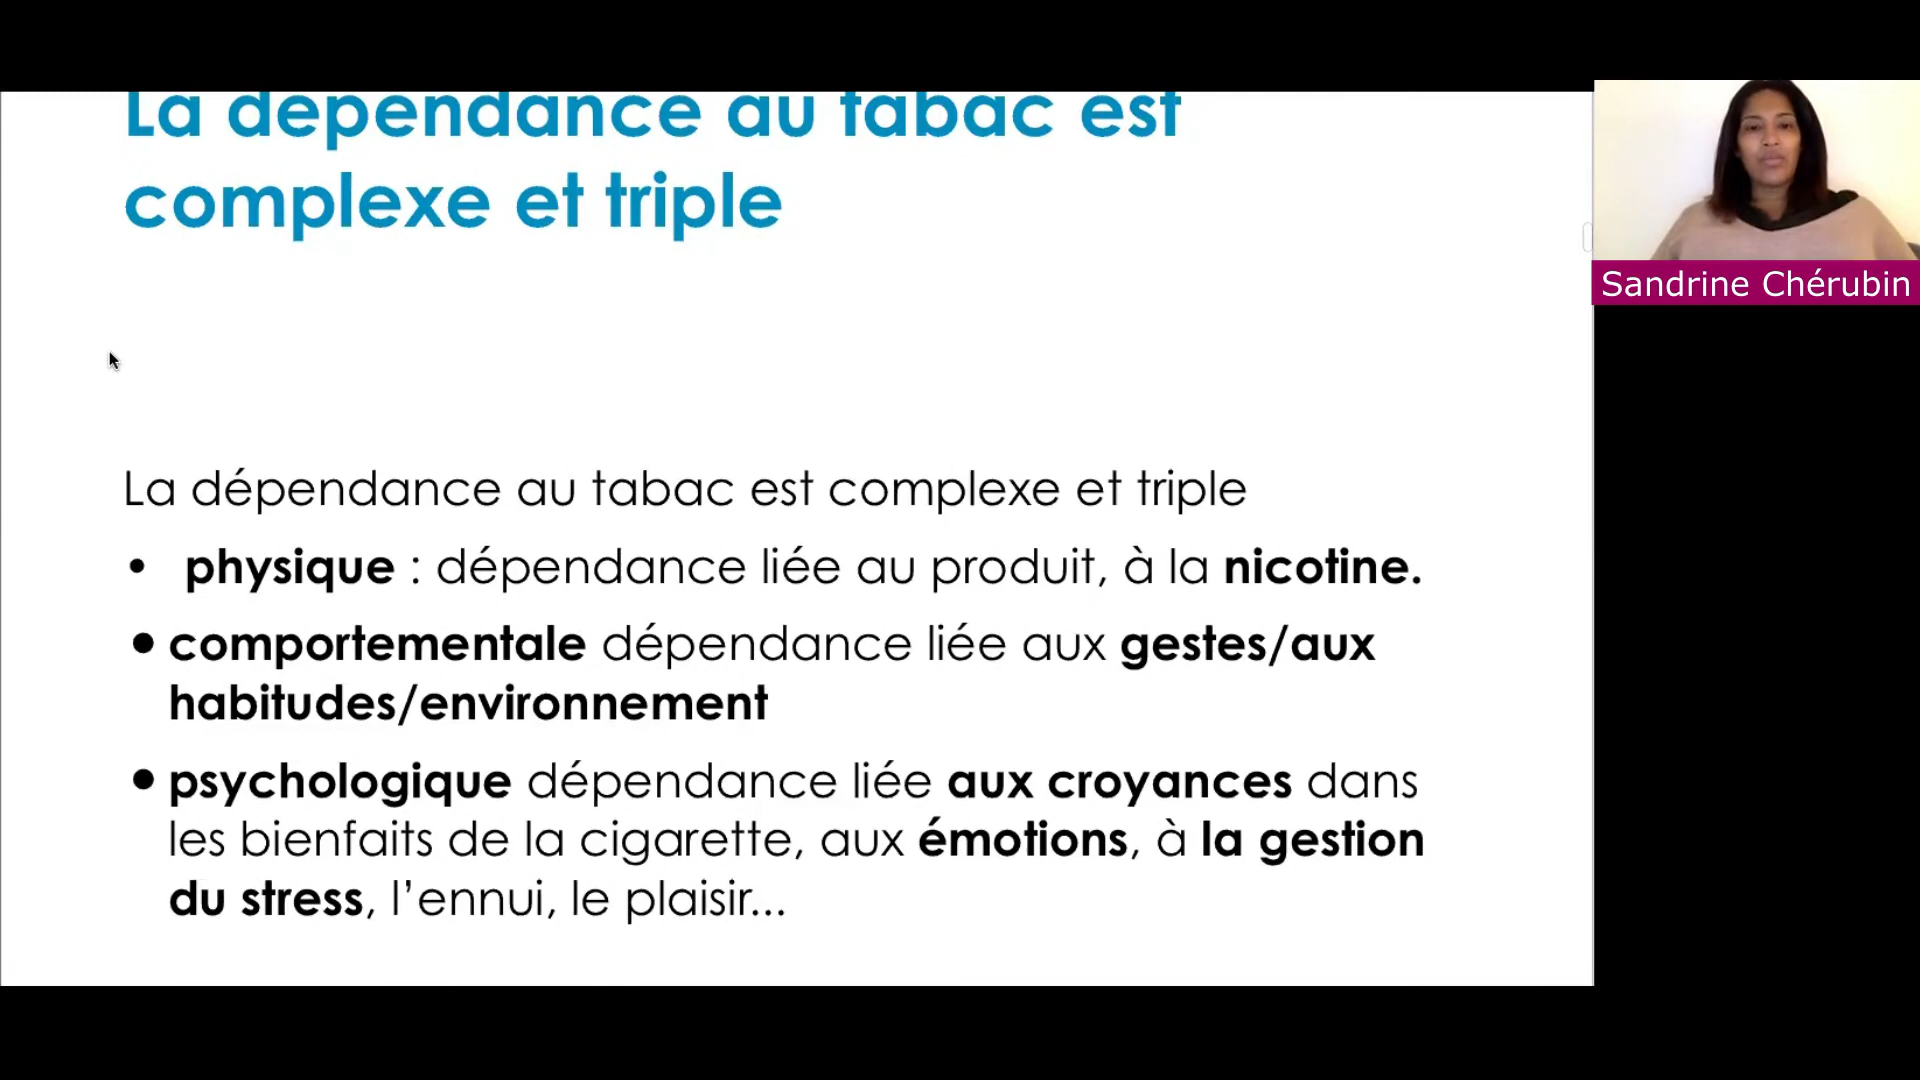 La dépendance au tabac est
complexe et triple
Sandrine Chérubin
La dépendance au tabac est complexe et triple
• physique : dépendance liée au produit, à la nicotine.
• comportementale dépendance liée aux gestes/aux
habitudes/environnement
• psychologique dépendance liée aux croyances dans
les bienfaits de la cigarette, aux émotions, à la gestion
du stress, l’ennui, le plaisir...